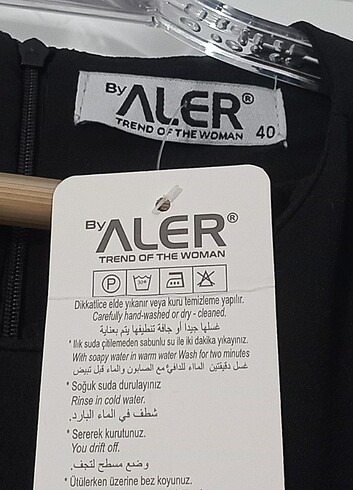 By ALER®
TREND OF THE WOMAN 40
By ALER®
TREND OF THE WOMAN
P 30°
Dikkatlice elde yıkanır veya kuru temizleme yapılır.
Carefully hand-washed or dry - cleaned.
غسلها جيدا أو جافة تنطيفها يتم بعناية
* Ilık suda çitilemeden sabunlu su ile iki dakika yıkayınız.
With soapy water in warm water Wash for two minutes
غسل دقيقتين الماء للدافئ مع الصابون والماء قبل تبيض
* Soğuk suda durulayınız
Rinse in cold water.
شطف في الماء البارد.
* Sererek kurutunuz.
You drift off.
وضع مسطح لتجف.
* Ütülerken üzerine bez koyunuz.